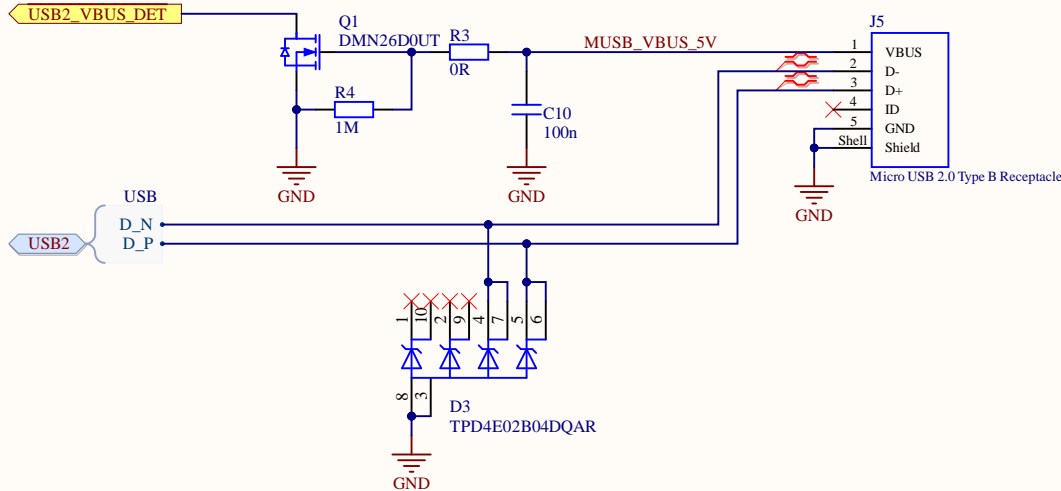 USB2_VBUS_DET
Q1
DMN26D0UT
R3
0R
MUSB_VBUS_5V
J5
1 VBUS
2 D-
3 D+
4 ID
5 GND
Shell Shield
Micro USB 2.0 Type B Receptacle
R4
1M
C10
100n
GND
GND
GND
USB
D_N
D_P
USB2
1 10 2 9 4 7 5 6
8 3
D3
TPD4E02B04DQAR
GND